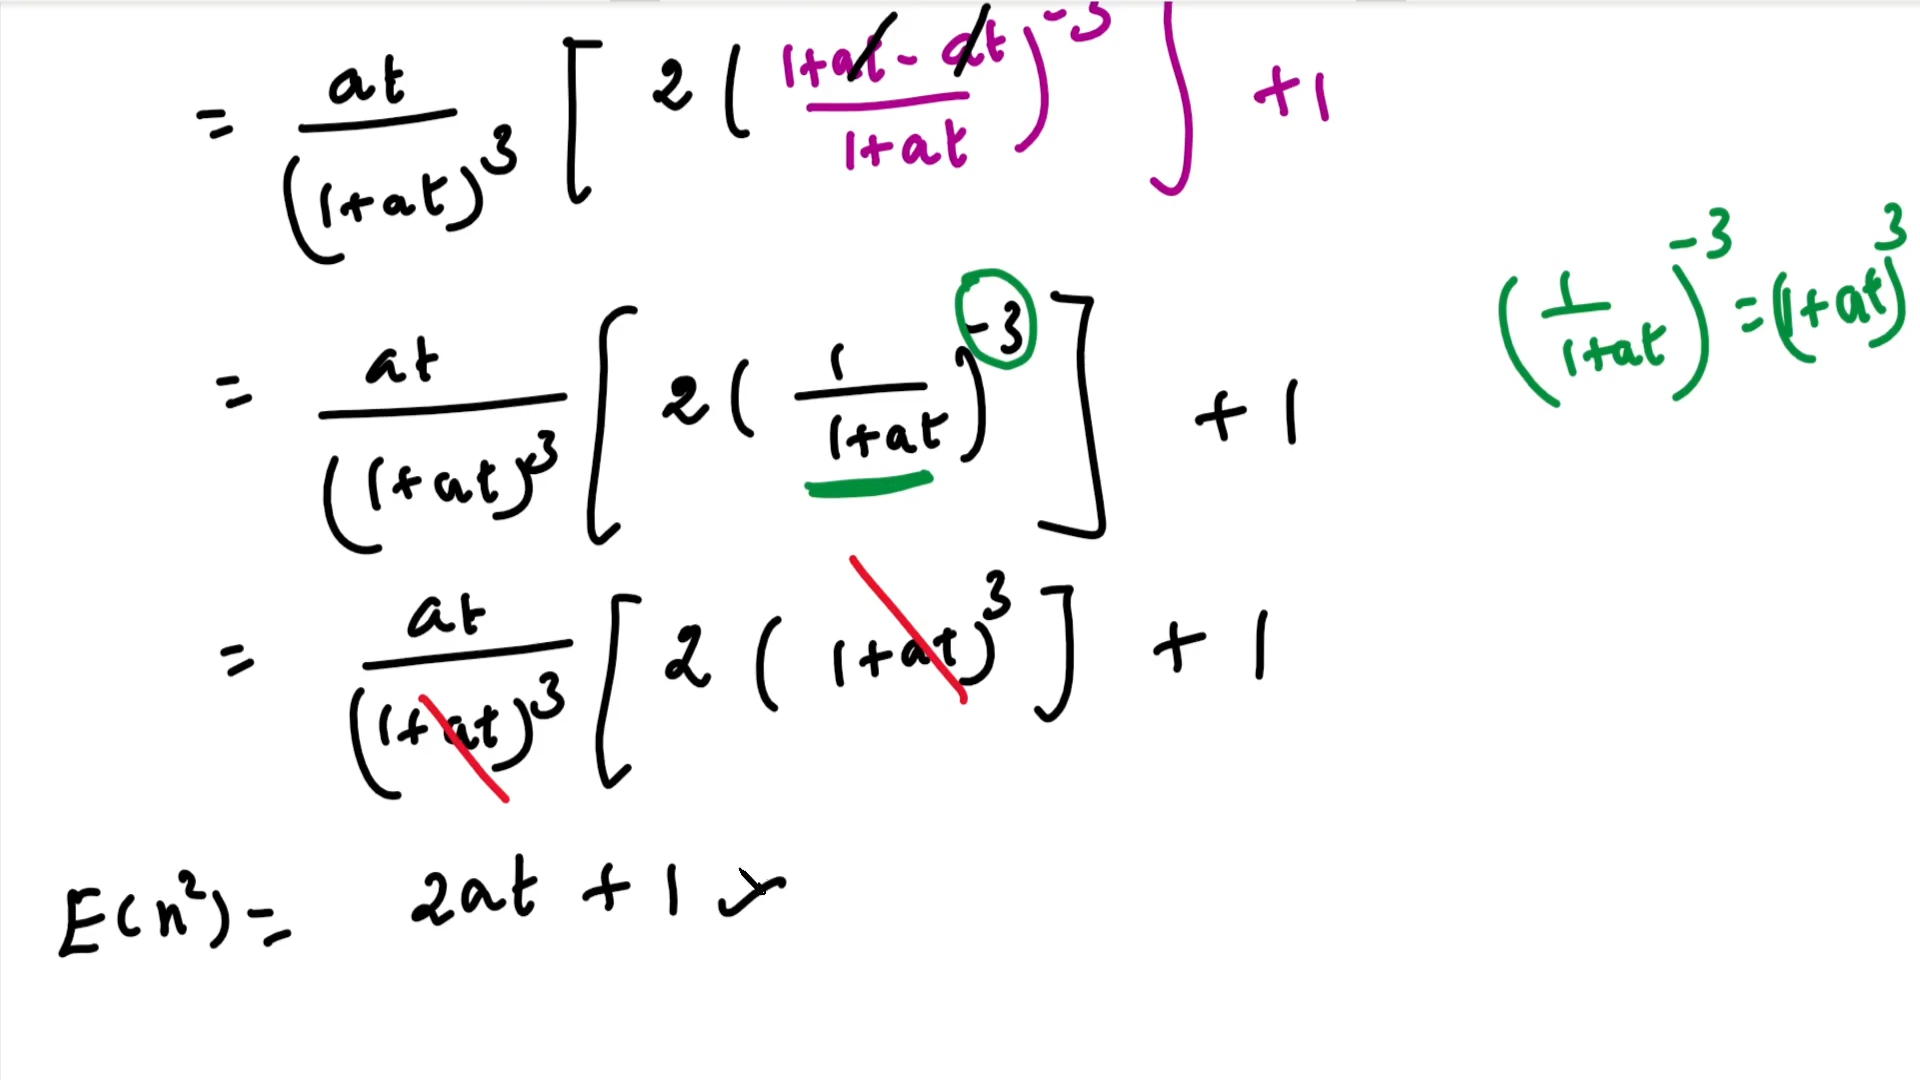 = at/(1+at)^3 [ 2 ( (1+at - at)/(1+at) )^-3 ] + 1
(1/(1+at))^-3 = (1+at)^3
= at/((1+at)^3 [ 2 ( 1/(1+at) )^-3 ] + 1
= at/((1+at)^3 [ 2 ( 1+at)^3 ] + 1
E(n²) = 2at + 1 ✓